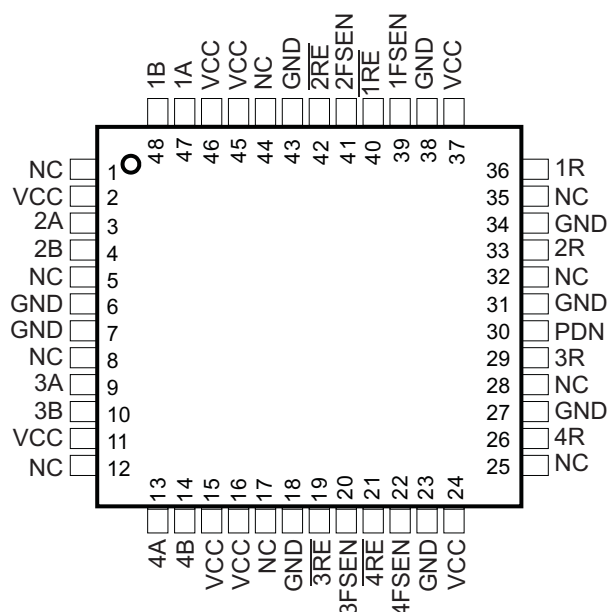 1B 1A VCC VCC NC GND 2RE 2FSEN 1RE 1FSEN GND VCC
48 47 46 45 44 43 42 41 40 39 38 37
NC 1 36 1R
VCC 2 35 NC
2A 3 34 GND
2B 4 33 2R
NC 5 32 NC
GND 6 31 GND
GND 7 30 PDN
NC 8 29 3R
3A 9 28 NC
3B 10 27 GND
VCC 11 26 4R
NC 12 25 NC
13 14 15 16 17 18 19 20 21 22 23 24
4A 4B VCC VCC NC GND 3RE 3FSEN 4RE 4FSEN GND VCC